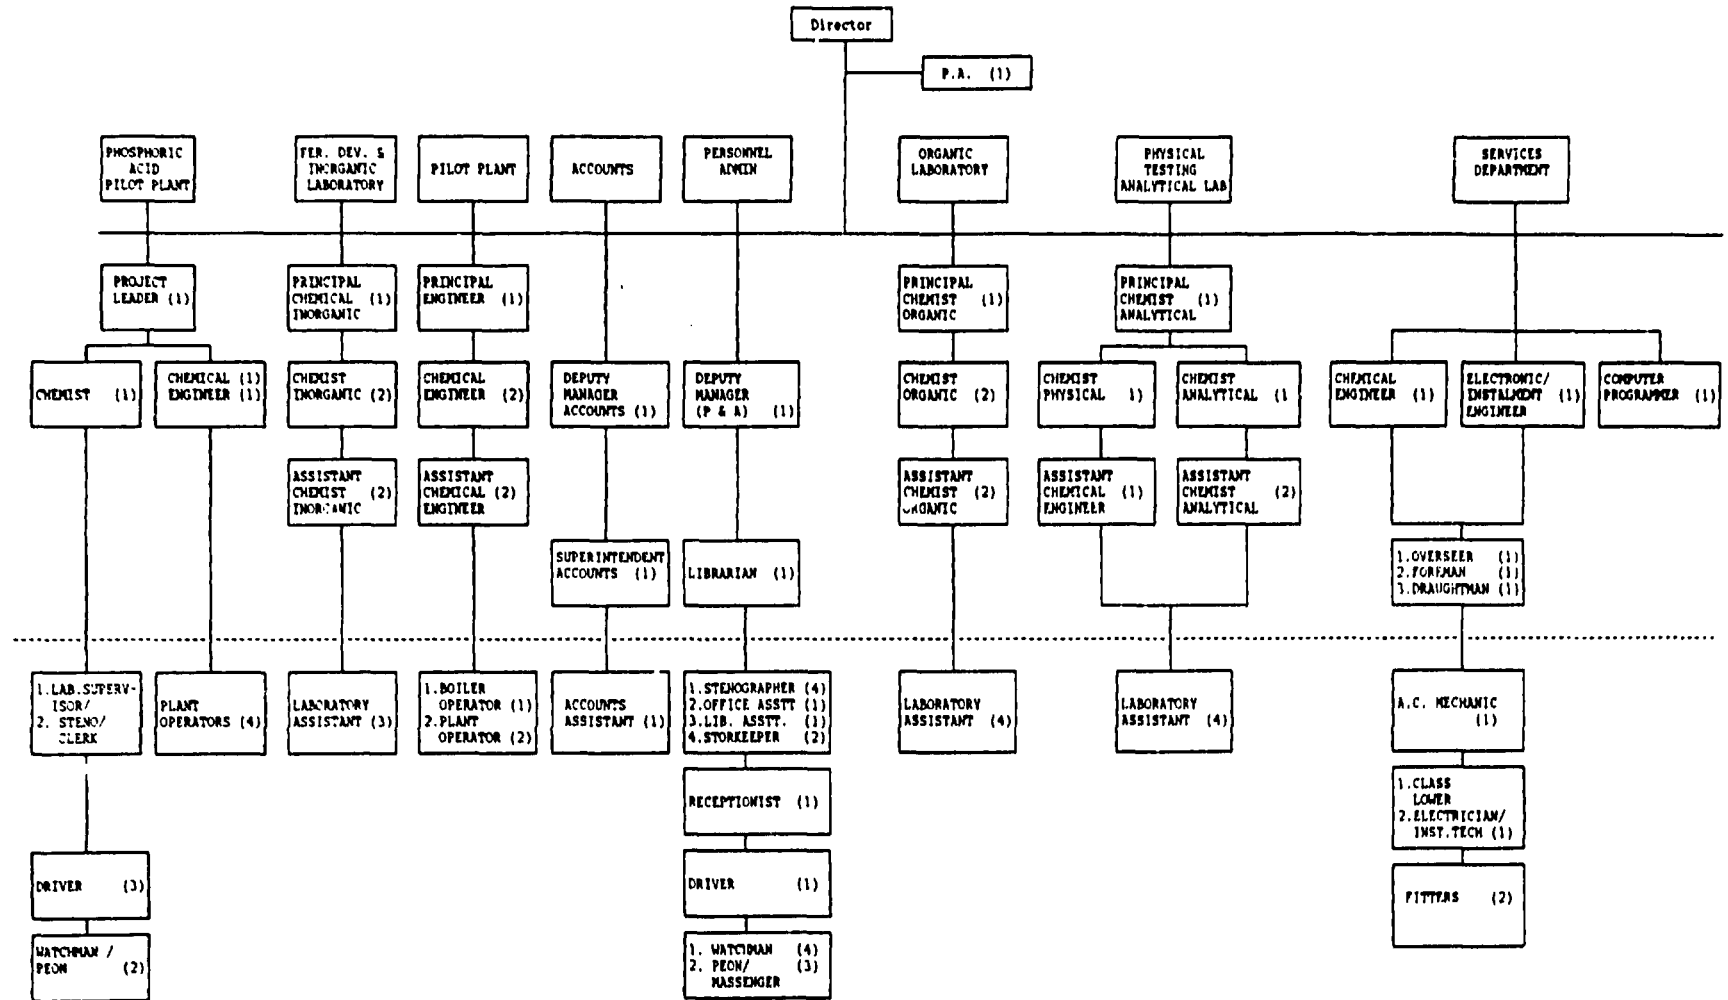 Director
P.A. (1)
PHOSPHORIC
ACID
PILOT PLANT
FER. DEV. &
INORGANIC
LABORATORY
PILOT PLANT
ACCOUNTS
PERSONNEL
ADMIN
ORGANIC
LABORATORY
PHYSICAL
TESTING
ANALYTICAL LAB
SERVICES
DEPARTMENT
PROJECT
LEADER (1)
PRINCIPAL
CHEMICAL (1)
INORGANIC
PRINCIPAL
ENGINEER (1)
PRINCIPAL
CHEMIST (1)
ORGANIC
PRINCIPAL
CHEMIST (1)
ANALYTICAL
CHEMIST (1)
CHEMICAL (1)
ENGINEER (1)
CHEMIST
INORGANIC (2)
CHEMICAL
ENGINEER (2)
DEPUTY
MANAGER
ACCOUNTS (1)
DEPUTY
MANAGER
(P & A) (1)
CHEMIST
ORGANIC (2)
CHEMIST
PHYSICAL 1)
CHEMIST
ANALYTICAL (1
CHEMICAL
ENGINEER (1)
ELECTRONIC/
INSTALMENT (1)
ENGINEER
COMPUTER
PROGRAMMER (1)
ASSISTANT
CHEMIST (2)
INORGANIC
ASSISTANT
CHEMICAL (2)
ENGINEER
ASSISTANT
CHEMIST (2)
ORGANIC
ASSISTANT
CHEMICAL (1)
ENGINEER
ASSISTANT
CHEMIST (2)
ANALYTICAL
SUPERINTENDENT
ACCOUNTS (1)
LIBRARIAN (1)
1.OVERSEER (1)
2.FOREMAN (1)
3.DRAUGHTMAN (1)
1.LAB.SUPERV-
ISOR/
2. STENO/
CLERK
PLANT
OPERATORS (4)
LABORATORY
ASSISTANT (3)
1.BOILER
OPERATOR (1)
2.PLANT
OPERATOR (2)
ACCOUNTS
ASSISTANT (1)
1.STENOGRAPHER (4)
2.OFFICE ASSTT (1)
3.LIB. ASSTT. (1)
4.STORKEEPER (2)
LABORATORY
ASSISTANT (4)
LABORATORY
ASSISTANT (4)
A.C. MECHANIC
(1)
RECEPTIONIST (1)
1.CLASS
LOWER
2.ELECTRICIAN/
INST.TECH (1)
DRIVER (3)
DRIVER (1)
FITTERS (2)
WATCHMAN /
PEON (2)
1. WATCHMAN (4)
2. PEON/ (3)
MASSENGER